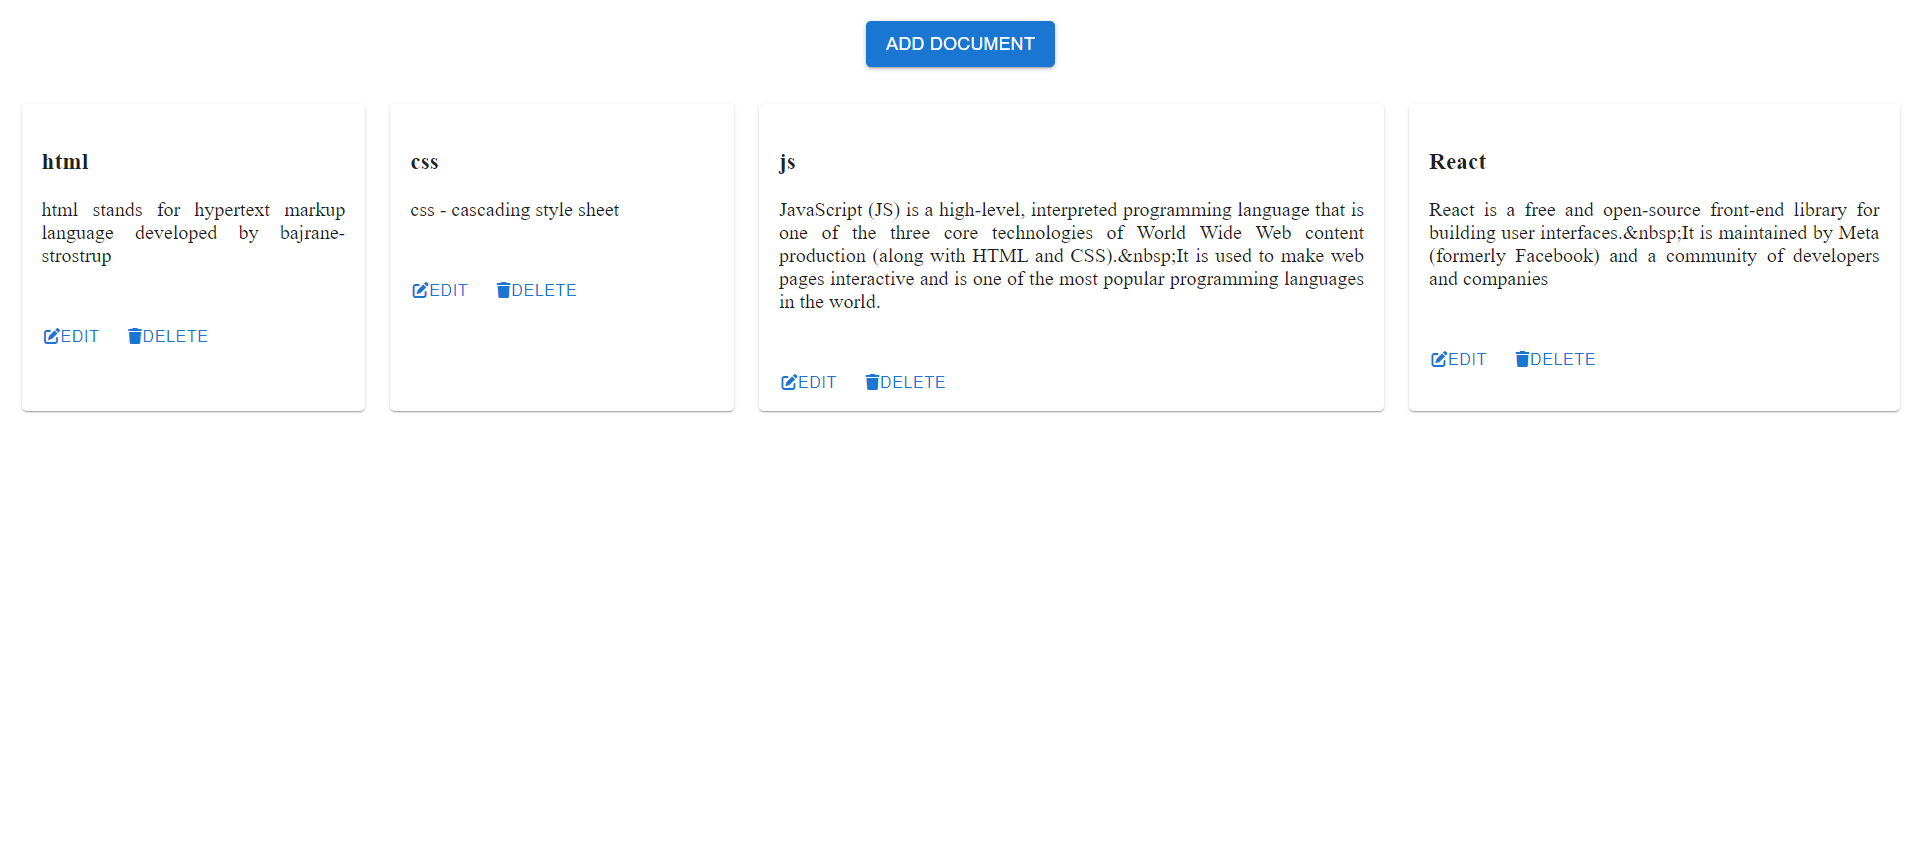 ADD DOCUMENT
html
html stands for hypertext markup
language developed by bajrane-
strostrup
EDIT DELETE
css
css - cascading style sheet
EDIT DELETE
js
JavaScript (JS) is a high-level, interpreted programming language that is
one of the three core technologies of World Wide Web content
production (along with HTML and CSS).&nbsp;It is used to make web
pages interactive and is one of the most popular programming languages
in the world.
EDIT DELETE
React
React is a free and open-source front-end library for
building user interfaces.&nbsp;It is maintained by Meta
(formerly Facebook) and a community of developers
and companies
EDIT DELETE